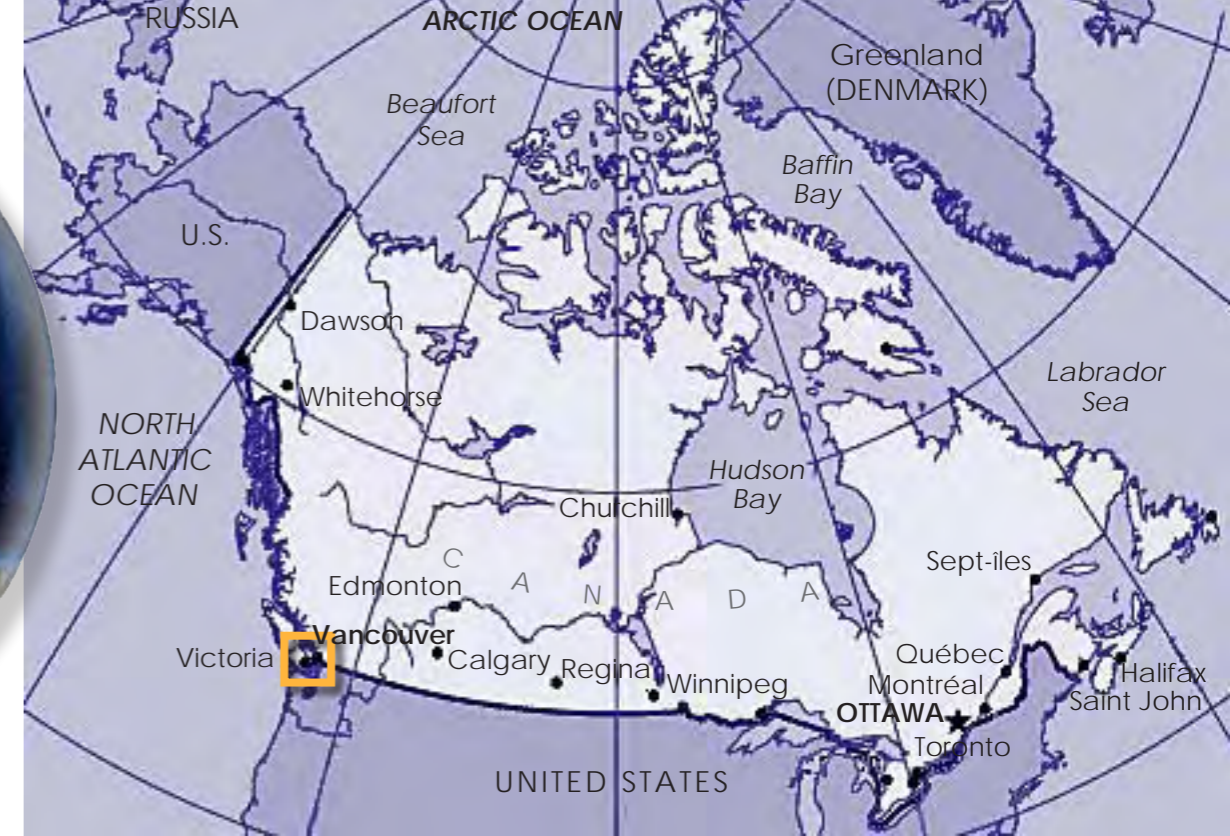 RUSSIA
ARCTIC OCEAN
Greenland
(DENMARK)
Beaufort
Sea
Baffin
Bay
U.S.
Dawson
Whitehorse
Labrador
Sea
NORTH
ATLANTIC
OCEAN
Hudson
Bay
Churchill
Sept-îles
CANADA
Edmonton
Vancouver
Victoria
Calgary
Regina
Winnipeg
Québec
Montréal
OTTAWA
Halifax
Saint John
Toronto
UNITED STATES